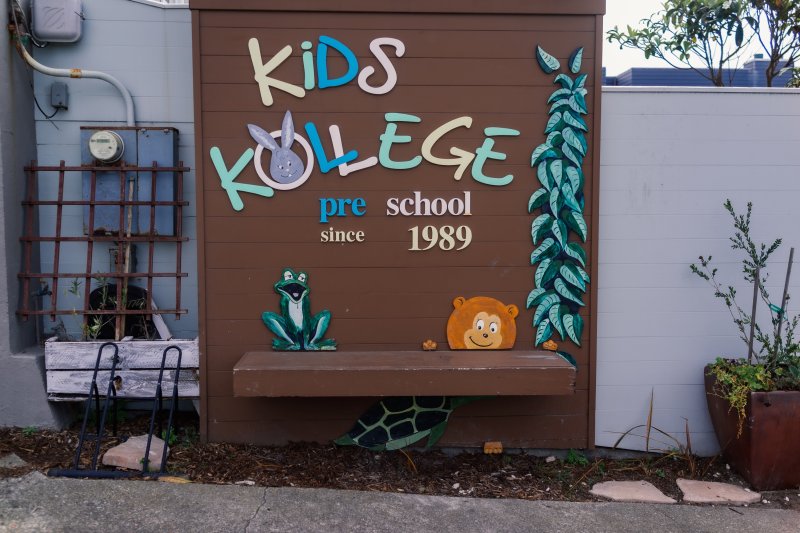 KiDS
KOLLEGE
pre school
since 1989